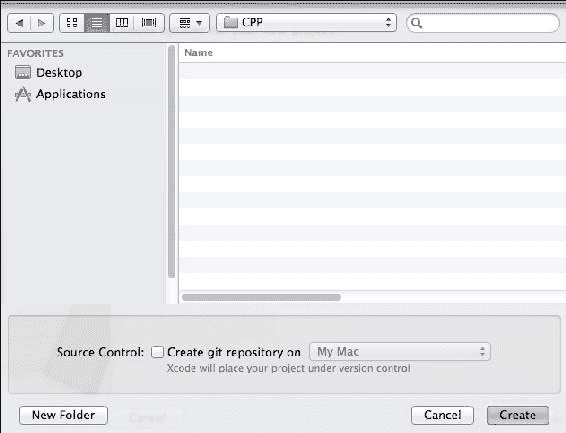 CPP
FAVORITES
Name
Desktop
Applications
Source Control: Create git repository on My Mac
Xcode will place your project under version control
New Folder
Cancel
Create